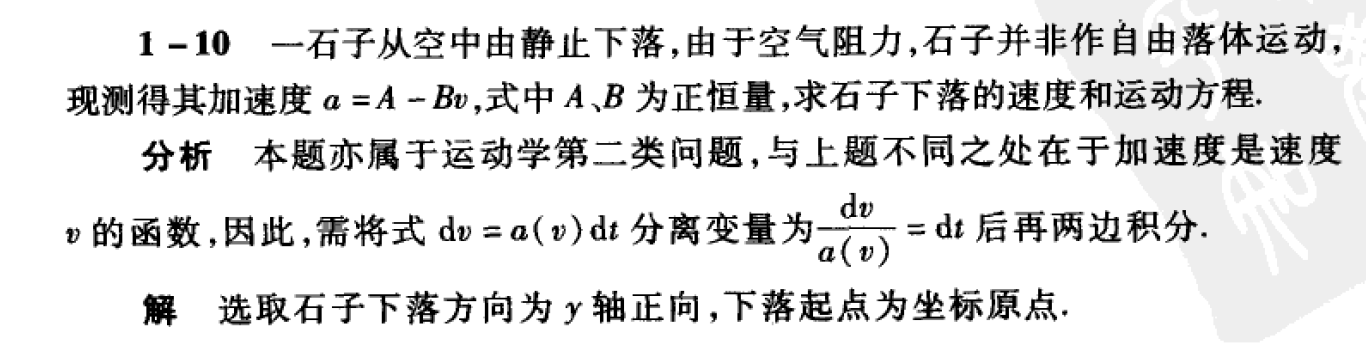 1-10 一石子从空中由静止下落,由于空气阻力,石子并非作自由落体运动,
现测得其加速度 a = A - Bv,式中 A、B 为正恒量,求石子下落的速度和运动方程.
分析 本题亦属于运动学第二类问题,与上题不同之处在于加速度是速度
v 的函数,因此,需将式 dv = a(v)dt 分离变量为 dv/a(v) = dt 后再两边积分.
解 选取石子下落方向为 y 轴正向,下落起点为坐标原点.